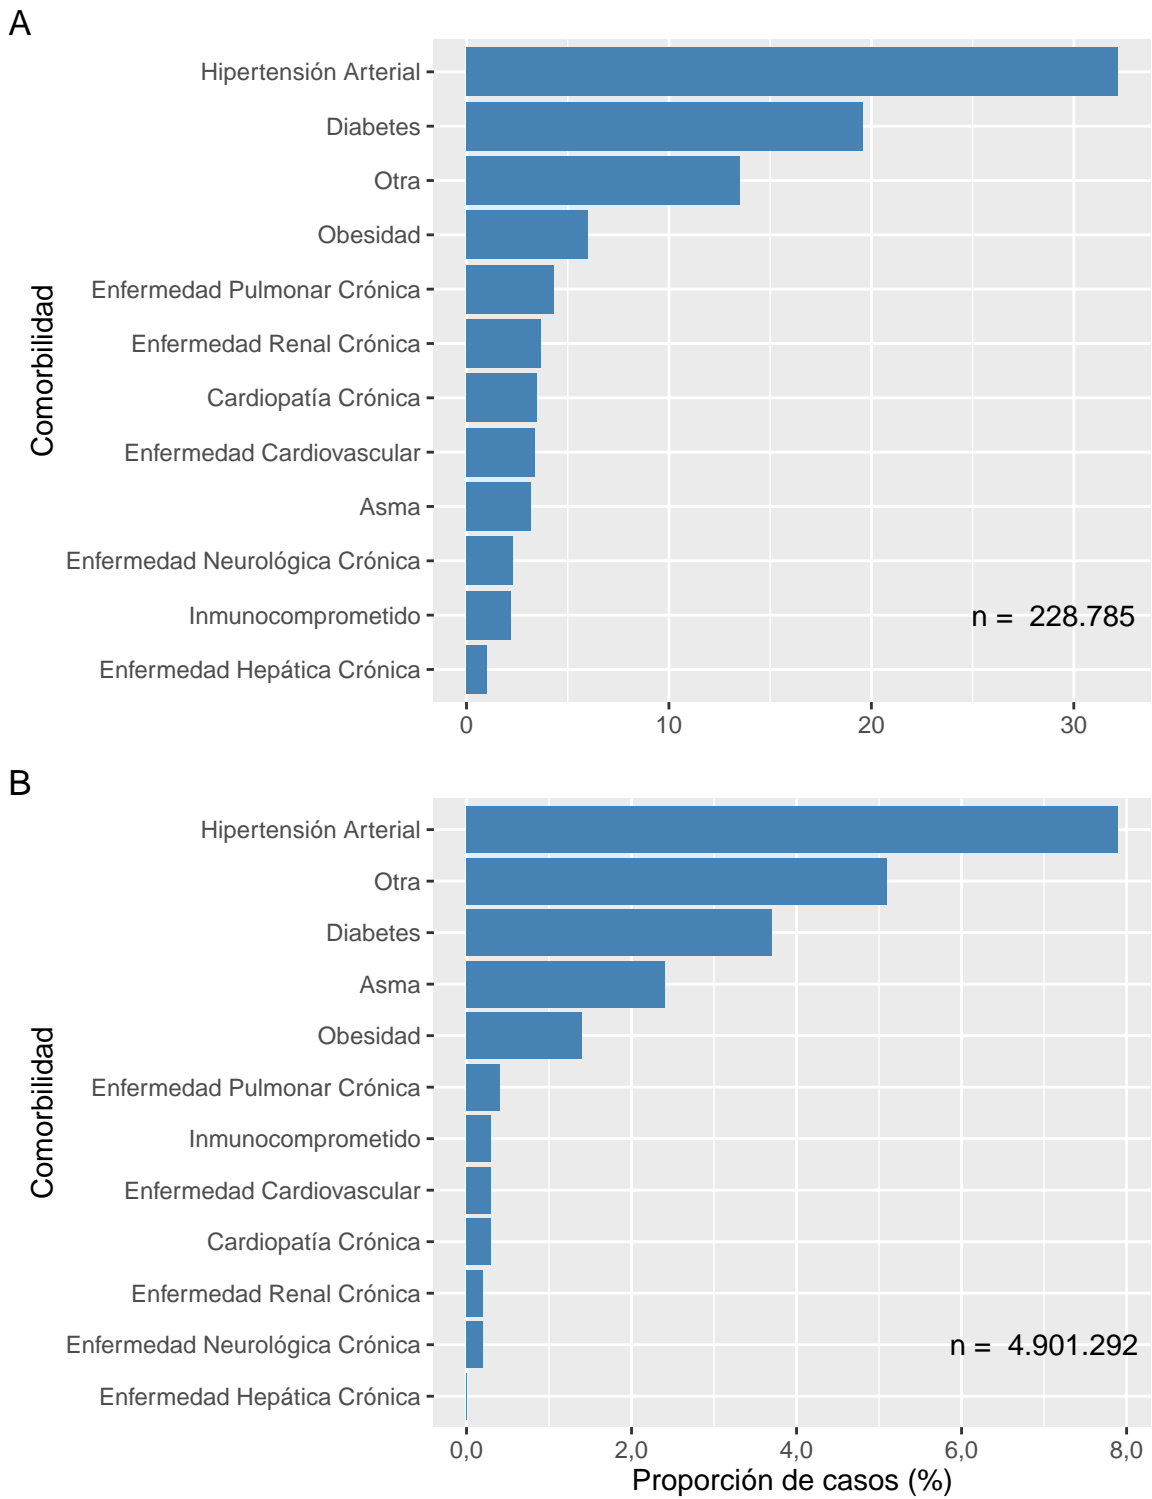 A
Comorbilidad
Hipertensión Arterial
Diabetes
Otra
Obesidad
Enfermedad Pulmonar Crónica
Enfermedad Renal Crónica
Cardiopatía Crónica
Enfermedad Cardiovascular
Asma
Enfermedad Neurológica Crónica
Inmunocomprometido
Enfermedad Hepática Crónica
n = 228.785
0 10 20 30
B
Comorbilidad
Hipertensión Arterial
Otra
Diabetes
Asma
Obesidad
Enfermedad Pulmonar Crónica
Inmunocomprometido
Enfermedad Cardiovascular
Cardiopatía Crónica
Enfermedad Renal Crónica
Enfermedad Neurológica Crónica
Enfermedad Hepática Crónica
n = 4.901.292
0,0 2,0 4,0 6,0 8,0
Proporción de casos (%)